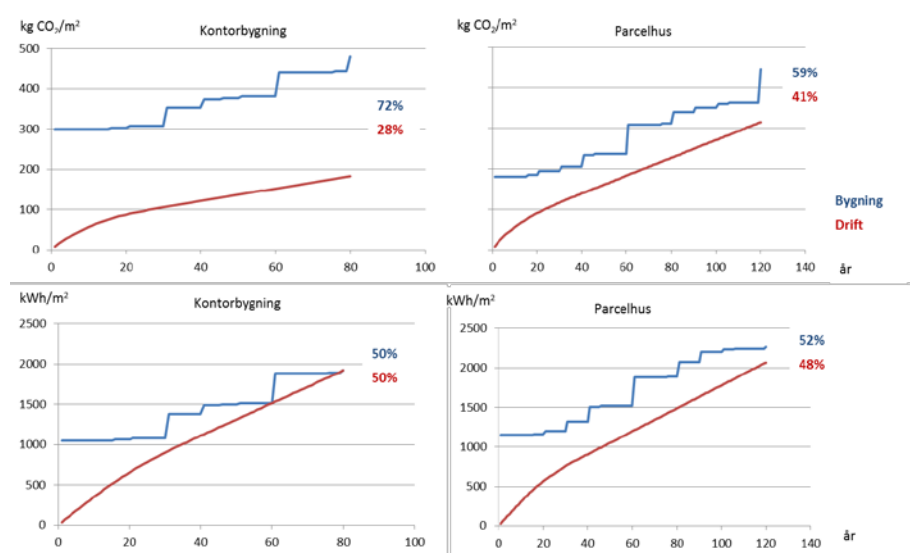 kg CO₂/m²
Kontorbygning
500
400
300
200
100
0
0 20 40 60 80 100
72%
28%
kg CO₂/m²
Parcelhus
0 20 40 60 80 100 120 140
59%
41%
Bygning
Drift
år
kWh/m²
Kontorbygning
2500
2000
1500
1000
500
0
0 20 40 60 80 100
50%
50%
kWh/m²
Parcelhus
2500
2000
1500
1000
500
0
0 20 40 60 80 100 120 140
52%
48%
år